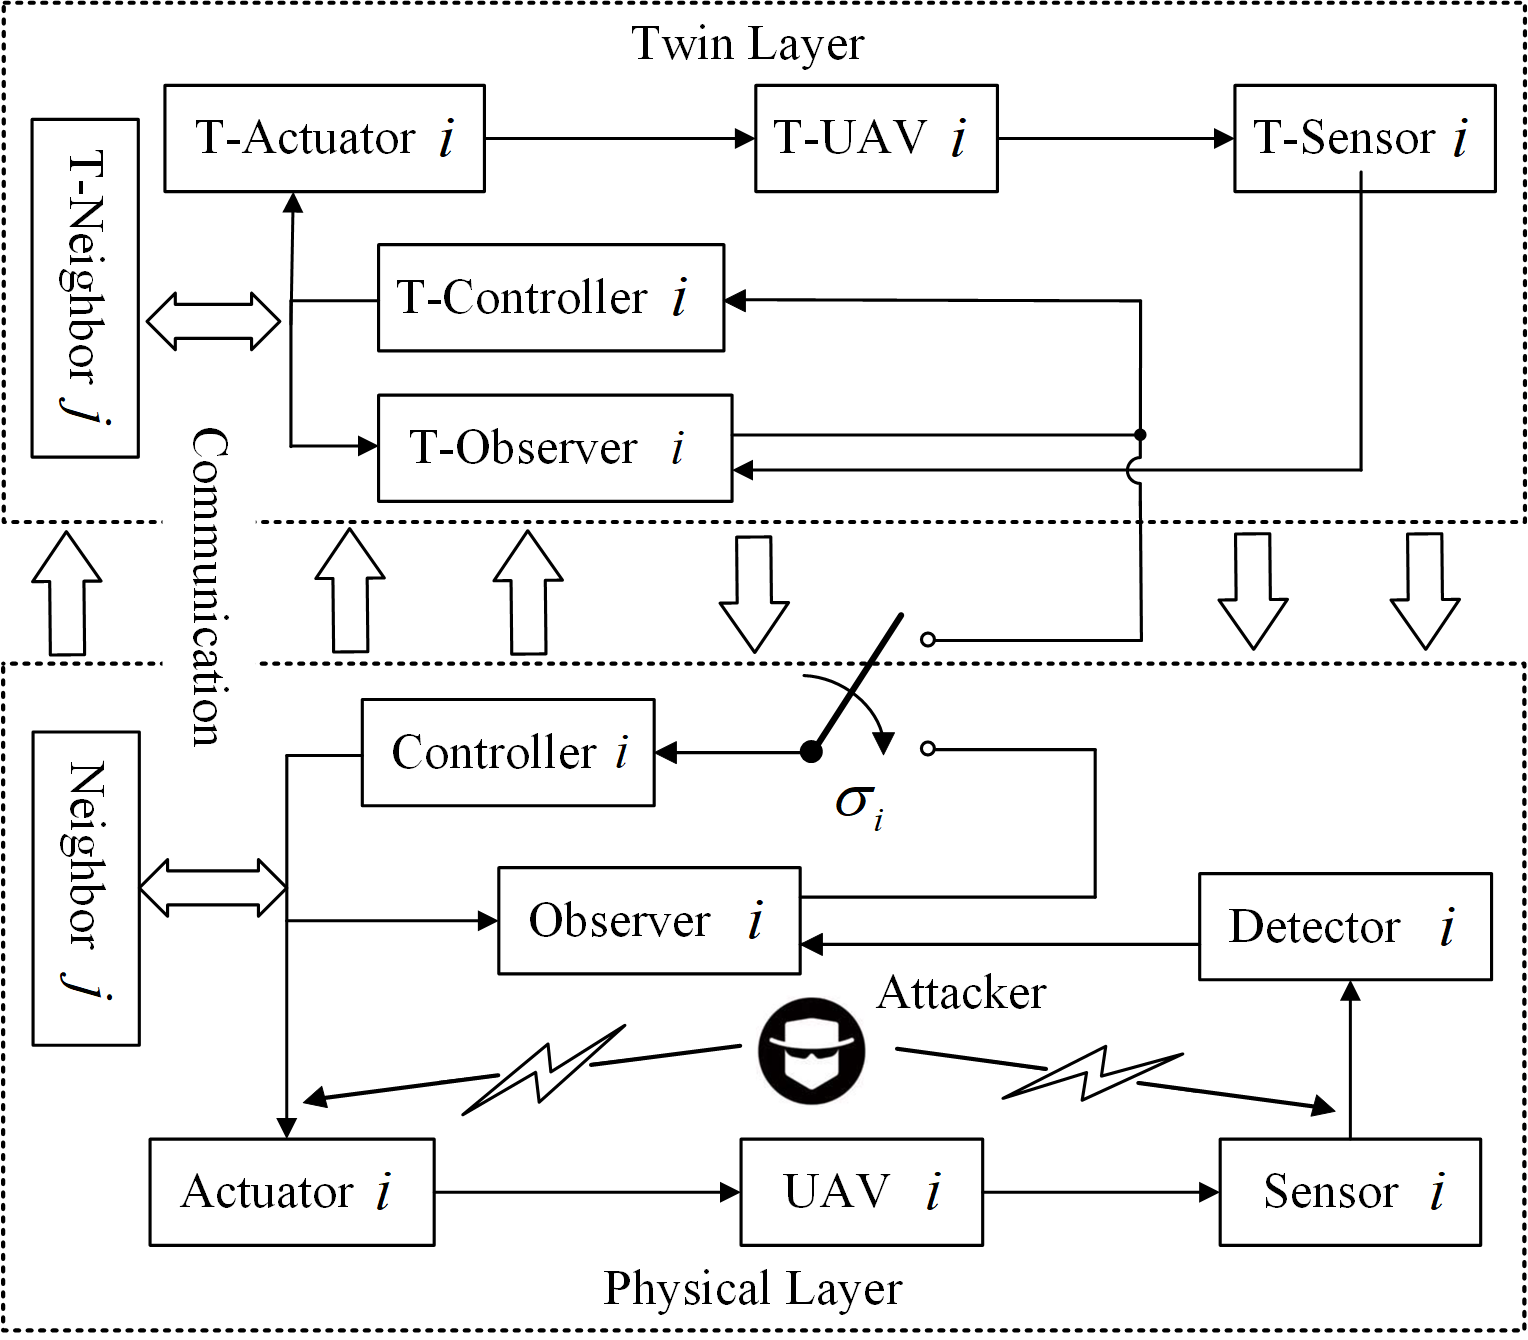 Twin Layer
T-Actuator i
T-UAV i
T-Sensor i
T-Neighbor j
T-Controller i
T-Observer i
Communication
Controller i
σi
Neighbor j
Observer i
Detector i
Attacker
Actuator i
UAV i
Sensor i
Physical Layer